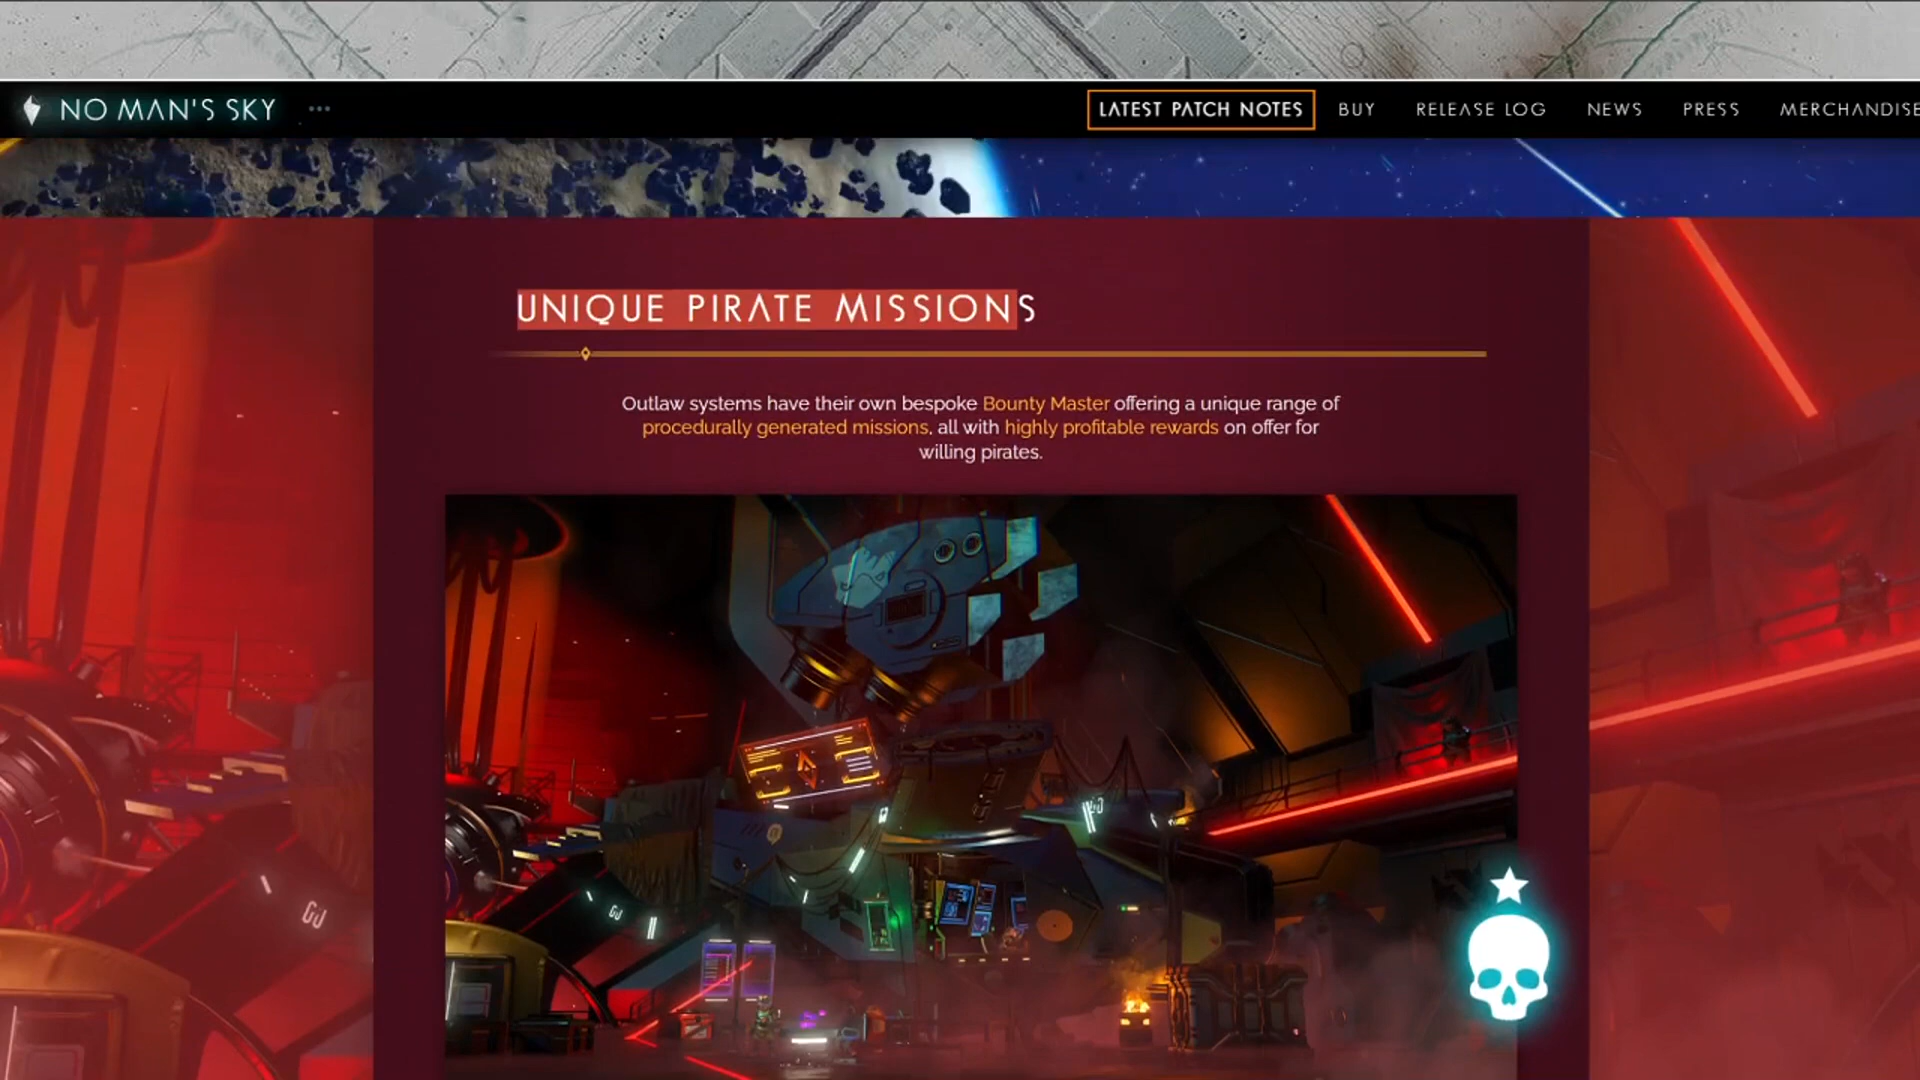 NO MAN'S SKY
LATEST PATCH NOTES
BUY
RELEASE LOG
NEWS
PRESS
MERCHANDISE
UNIQUE PIRATE MISSIONS
Outlaw systems have their own bespoke Bounty Master offering a unique range of
procedurally generated missions, all with highly profitable rewards on offer for
willing pirates.